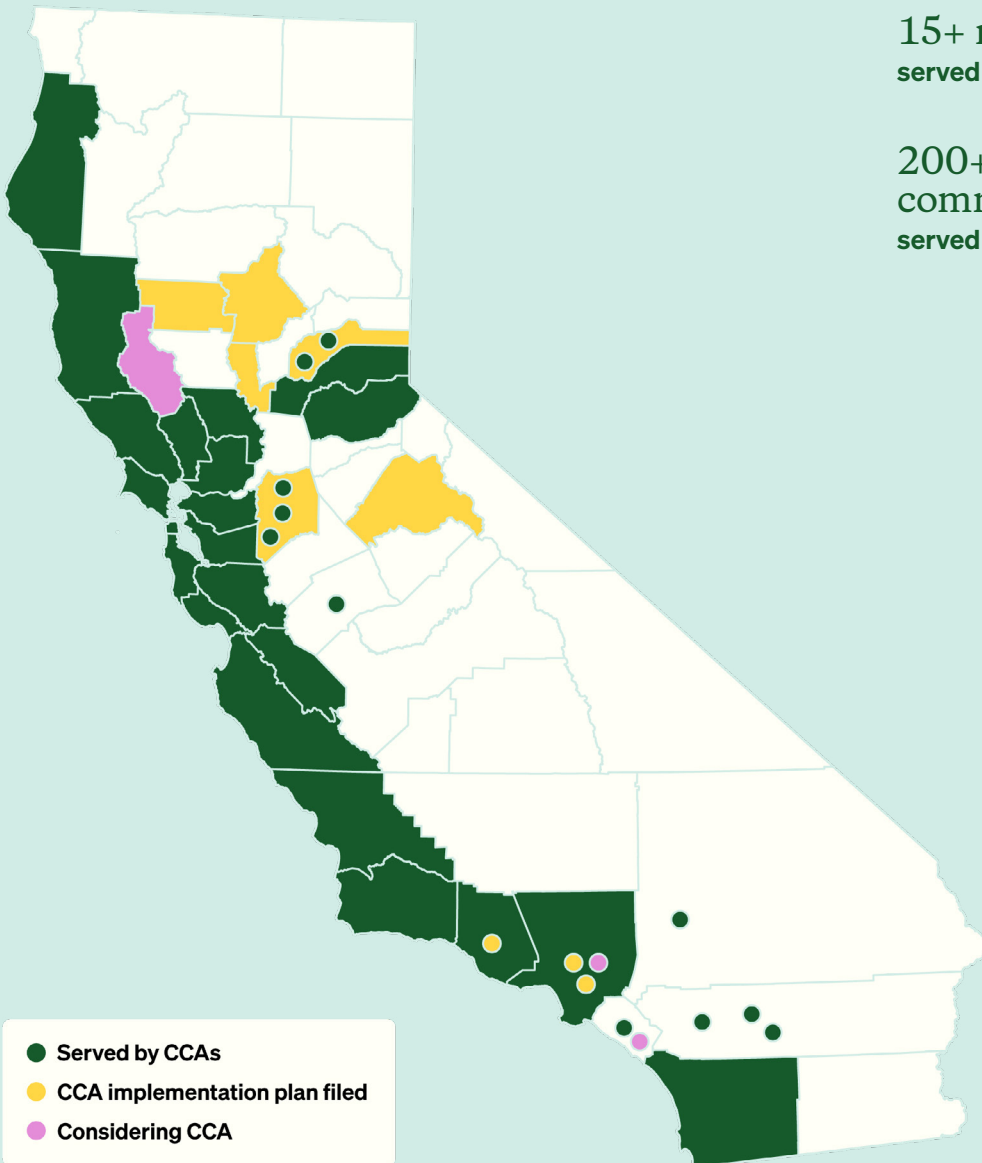 15+ 
served
200+
served
Served by CCAs
CCA implementation plan filed
Considering CCA